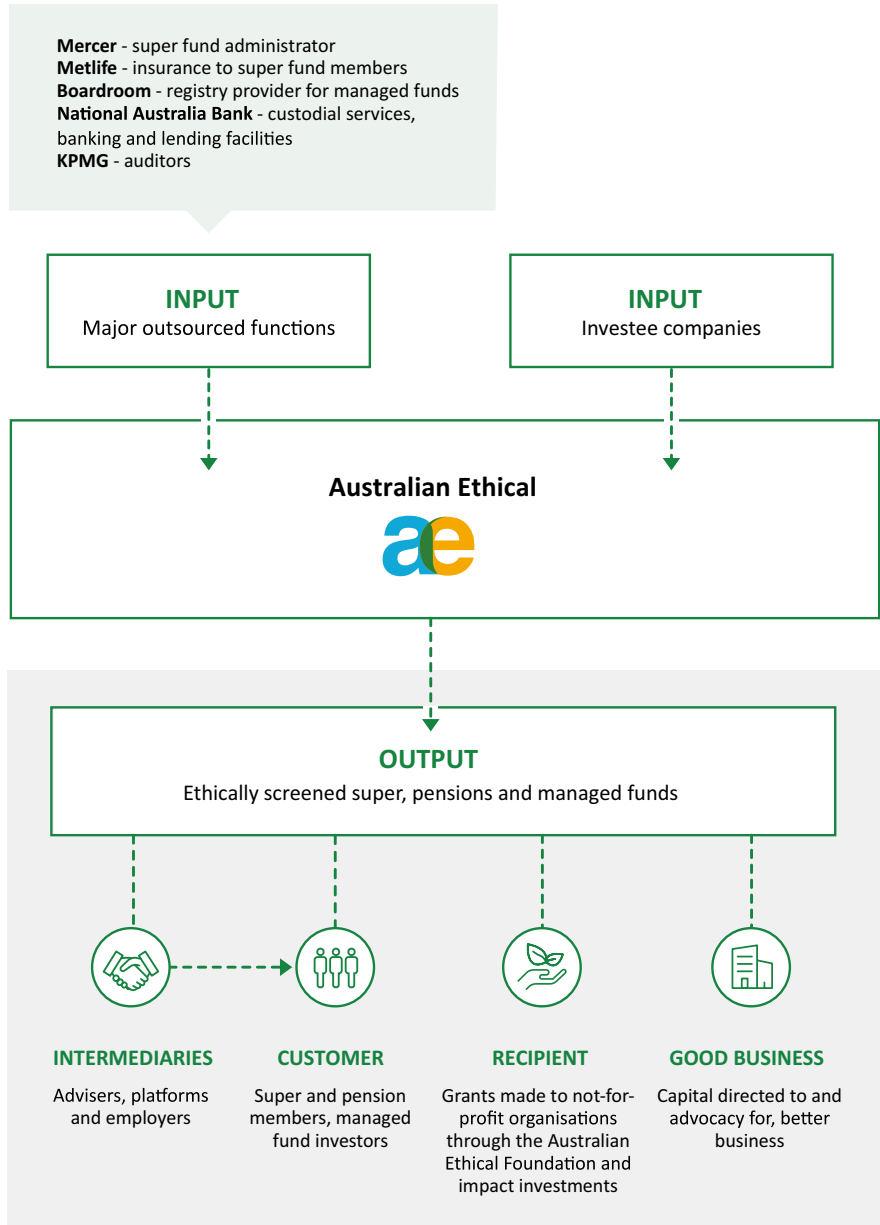 Mercer - super fund administrator
Metlife - insurance to super fund members
Boardroom - registry provider for managed funds
National Australia Bank - custodial services,
banking and lending facilities
KPMG - auditors
INPUT
Major outsourced functions
INPUT
Investee companies
Australian Ethical
ae
OUTPUT
Ethically screened super, pensions and managed funds
INTERMEDIARIES
Advisers, platforms
and employers
CUSTOMER
Super and pension
members, managed
fund investors
RECIPIENT
Grants made to not-for-
profit organisations
through the Australian
Ethical Foundation and
impact investments
GOOD BUSINESS
Capital directed to and
advocacy for, better
business